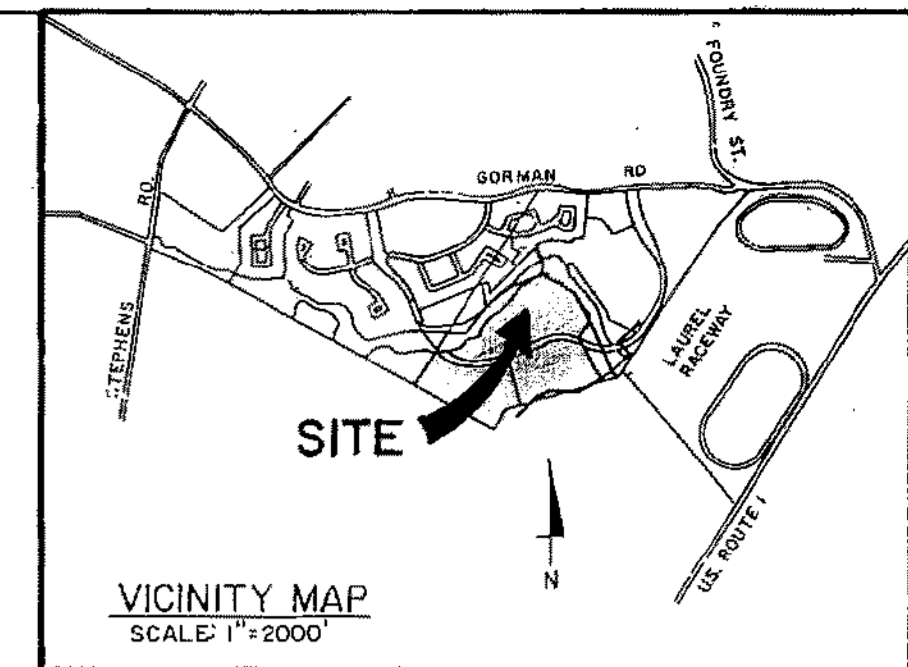 " FOUNDRY ST.
GORMAN RD
STEPHENS RD.
LAUREL
RACEWAY
SITE
U.S. ROUTE 1
N
VICINITY MAP
SCALE: 1"=2000'